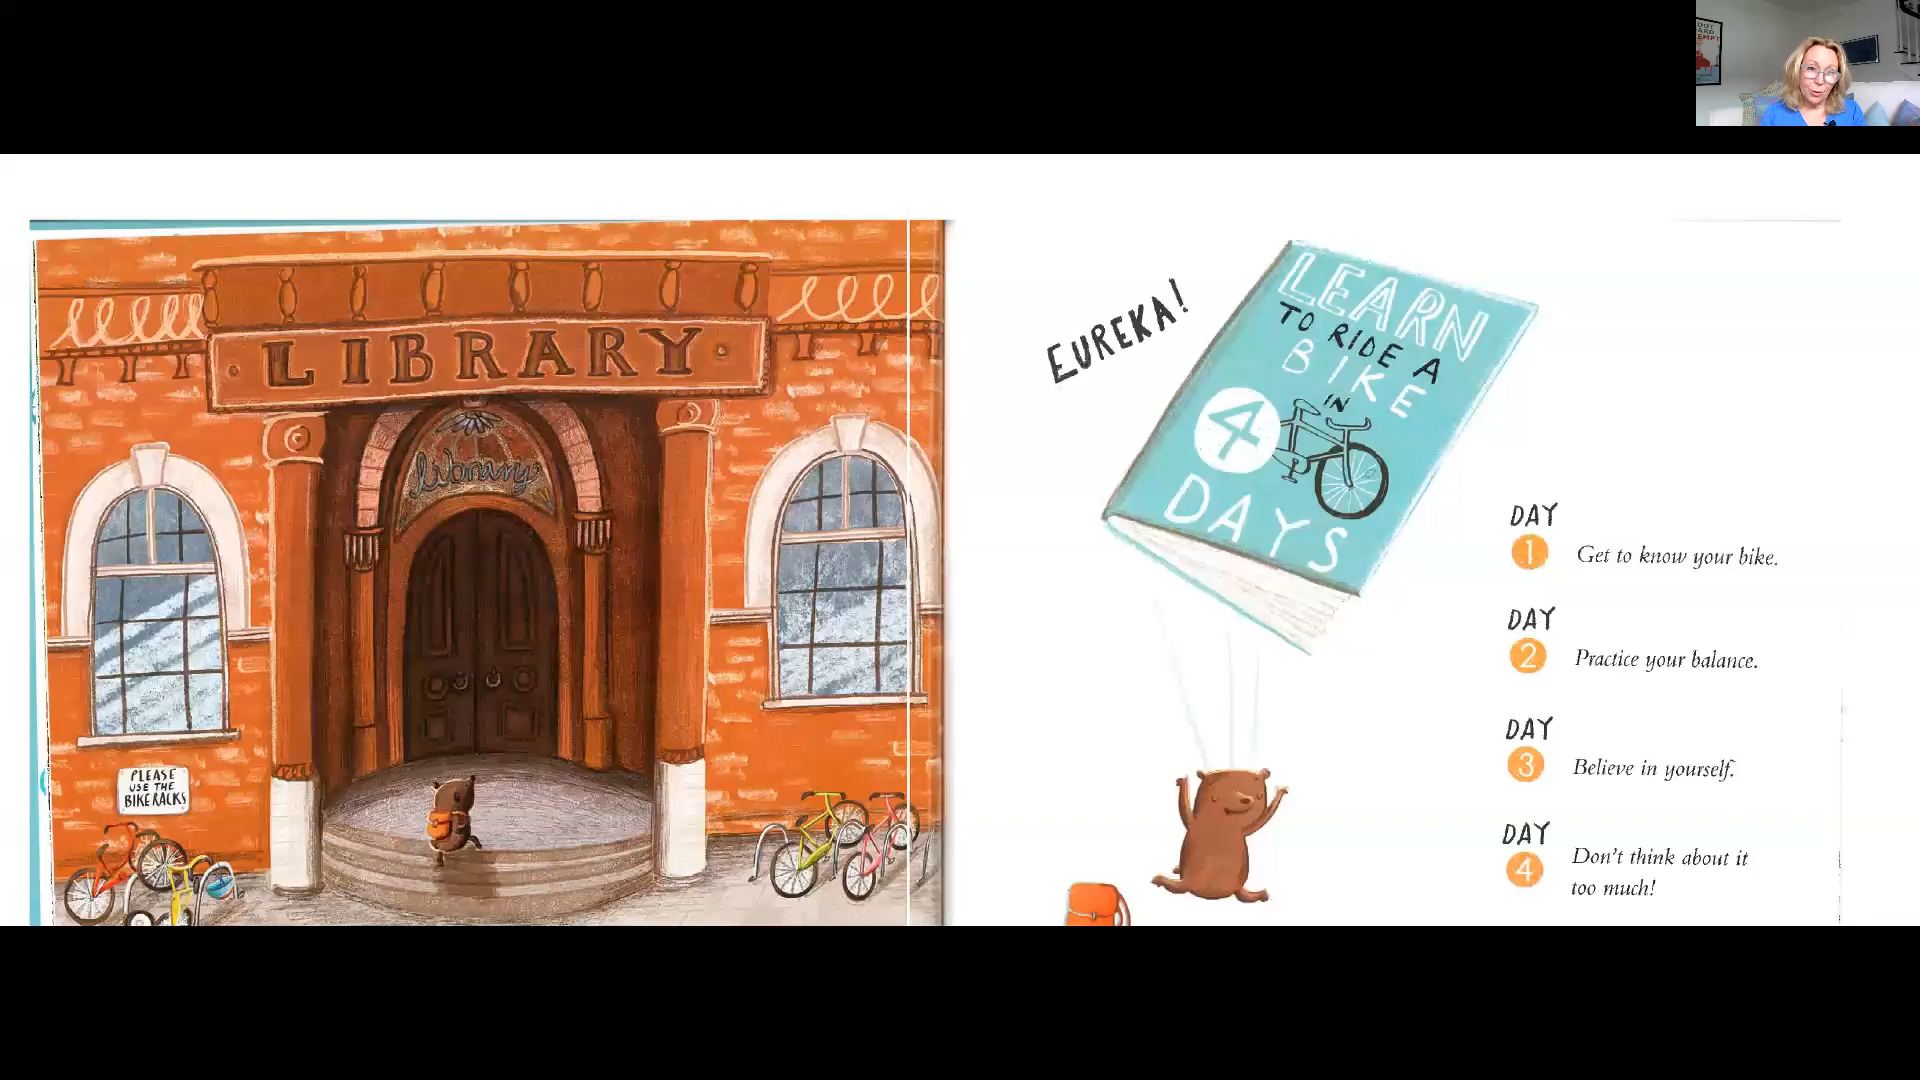 LIBRARY
library
PLEASE
USE THE
BIKE RACKS
EUREKA!
LEARN
TO RIDE A
BIKE
IN
4
DAYS
DAY
1 Get to know your bike.
DAY
2 Practice your balance.
DAY
3 Believe in yourself.
DAY
4 Don't think about it
too much!